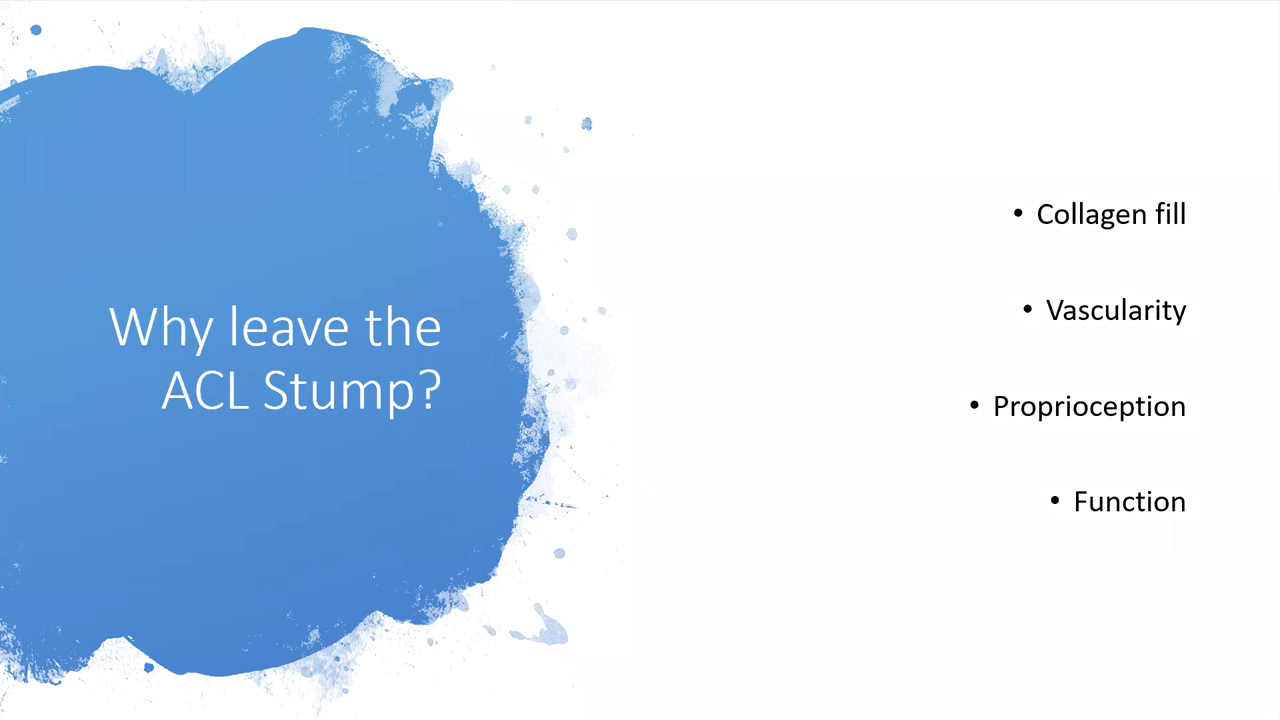 Why leave the
ACL Stump?
• Collagen fill
• Vascularity
• Proprioception
• Function